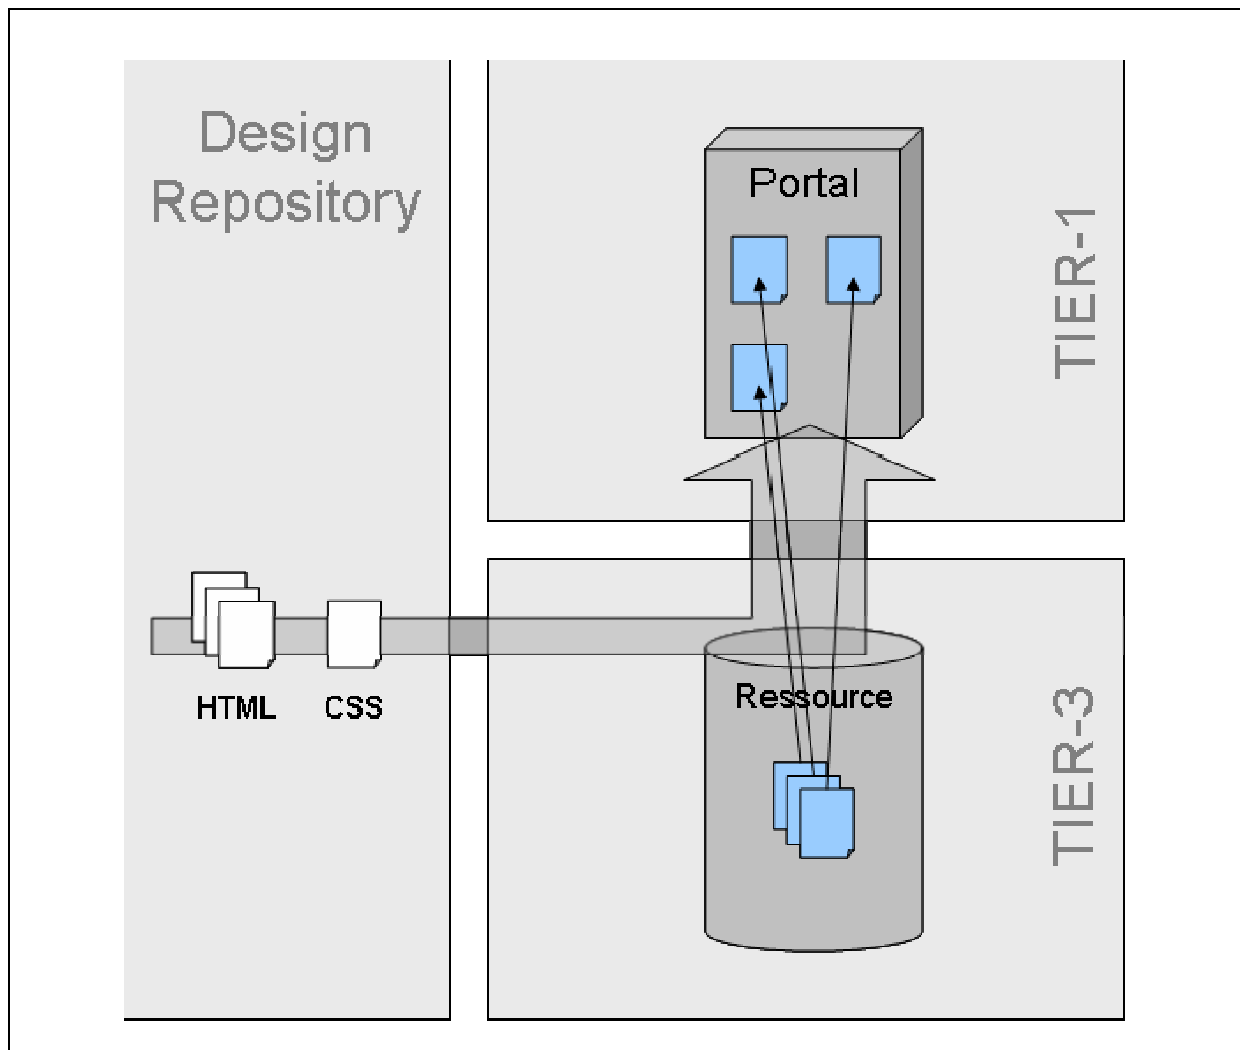 Design
Repository
Portal
TIER-1
HTML
CSS
Ressource
TIER-3